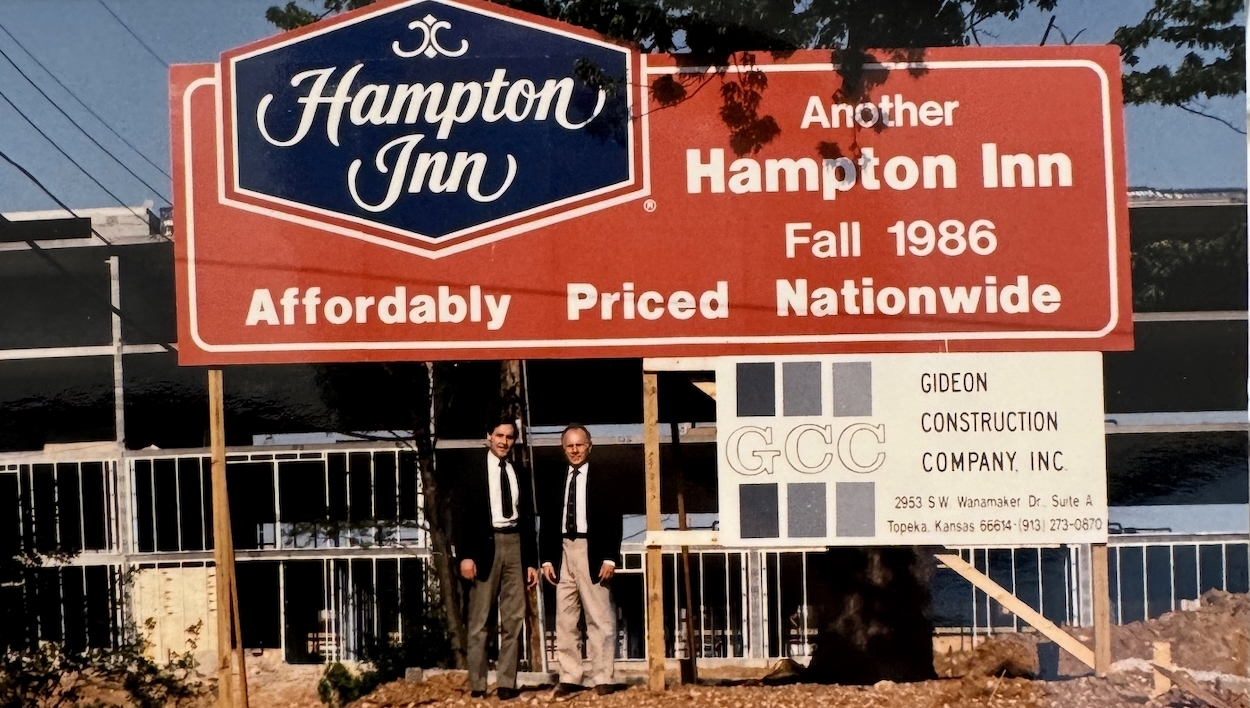 Hampton
Inn
®
Another
Hampton Inn
Fall 1986
Affordably Priced Nationwide
GCC
GIDEON
CONSTRUCTION
COMPANY, INC.
2953 S.W. Wanamaker Dr., Suite A
Topeka, Kansas 66614·(913) 273-0870